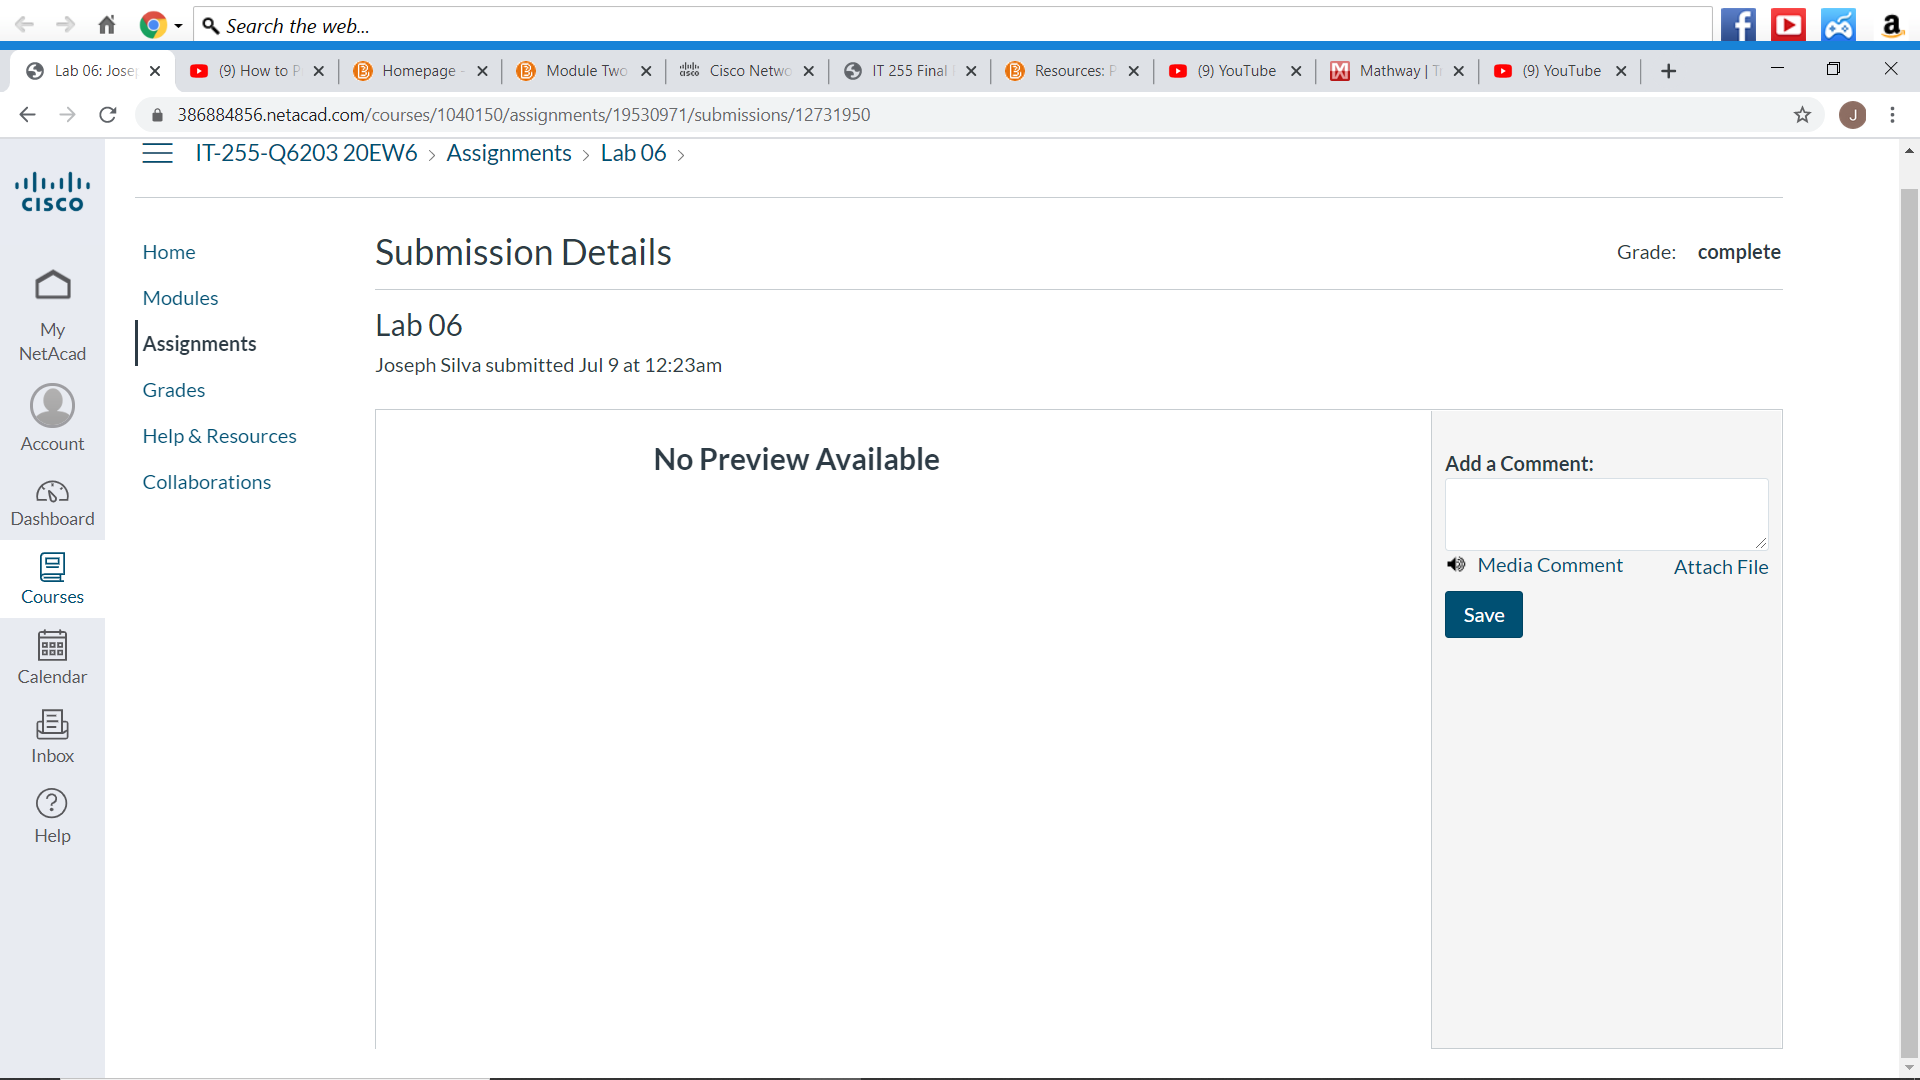 Search the web...
Lab 06: Jose
(9) How to P
Homepage -
Module Two
Cisco Netwo
IT 255 Final
Resources: P
(9) YouTube
Mathway | T
(9) YouTube
386884856.netacad.com/courses/1040150/assignments/19530971/submissions/12731950
J
CISCO
IT-255-Q6203 20EW6 > Assignments > Lab 06 >
My NetAcad
Account
Dashboard
Courses
Calendar
Inbox
Help
Home
Modules
Assignments
Grades
Help & Resources
Collaborations
Submission Details
Grade: complete
Lab 06
Joseph Silva submitted Jul 9 at 12:23am
No Preview Available
Add a Comment:
Media Comment
Attach File
Save